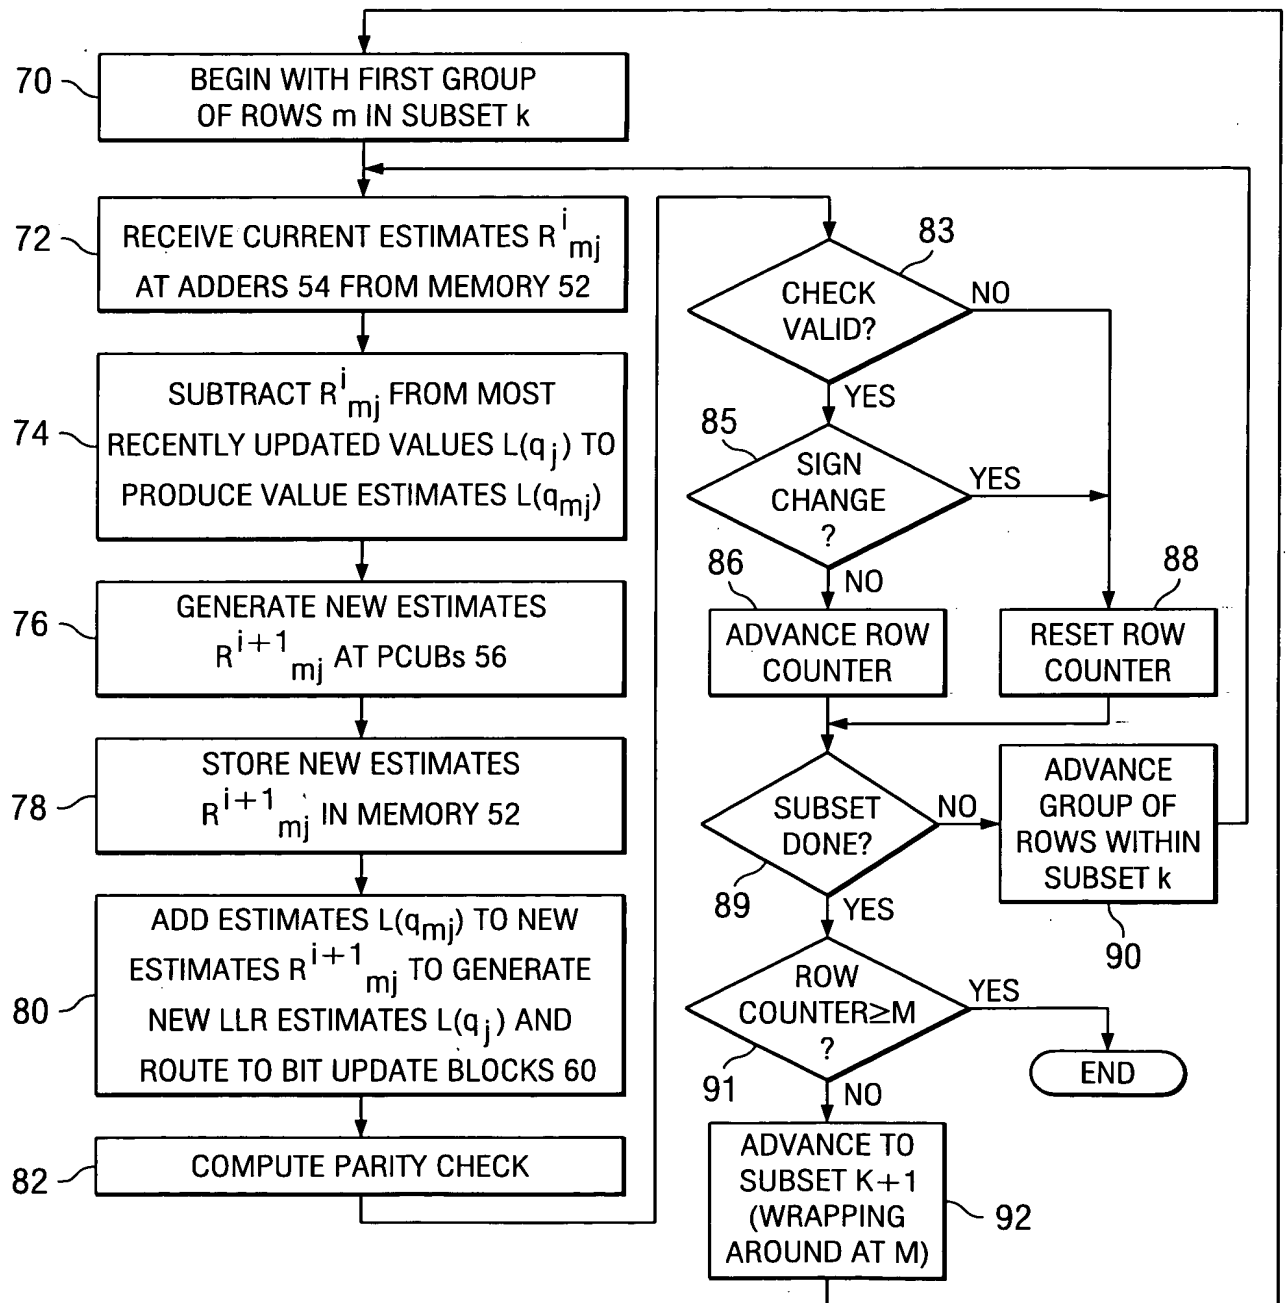 70
BEGIN WITH FIRST GROUP
OF ROWS m IN SUBSET k
72
RECEIVE CURRENT ESTIMATES R^i_mj
AT ADDERS 54 FROM MEMORY 52
74
SUBTRACT R^i_mj FROM MOST
RECENTLY UPDATED VALUES L(q_j) TO
PRODUCE VALUE ESTIMATES L(q_mj)
76
GENERATE NEW ESTIMATES
R^i+1_mj AT PCUBs 56
78
STORE NEW ESTIMATES
R^i+1_mj IN MEMORY 52
80
ADD ESTIMATES L(q_mj) TO NEW
ESTIMATES R^i+1_mj TO GENERATE
NEW LLR ESTIMATES L(q_j) AND
ROUTE TO BIT UPDATE BLOCKS 60
82
COMPUTE PARITY CHECK
83
CHECK
VALID?
NO
YES
85
SIGN
CHANGE
?
YES
NO
86
ADVANCE ROW
COUNTER
88
RESET ROW
COUNTER
SUBSET
DONE?
NO
89
YES
ADVANCE
GROUP OF
ROWS WITHIN
SUBSET k
90
ROW
COUNTER≥M
?
YES
91
NO
END
ADVANCE TO
SUBSET K+1
(WRAPPING
AROUND AT M)
92